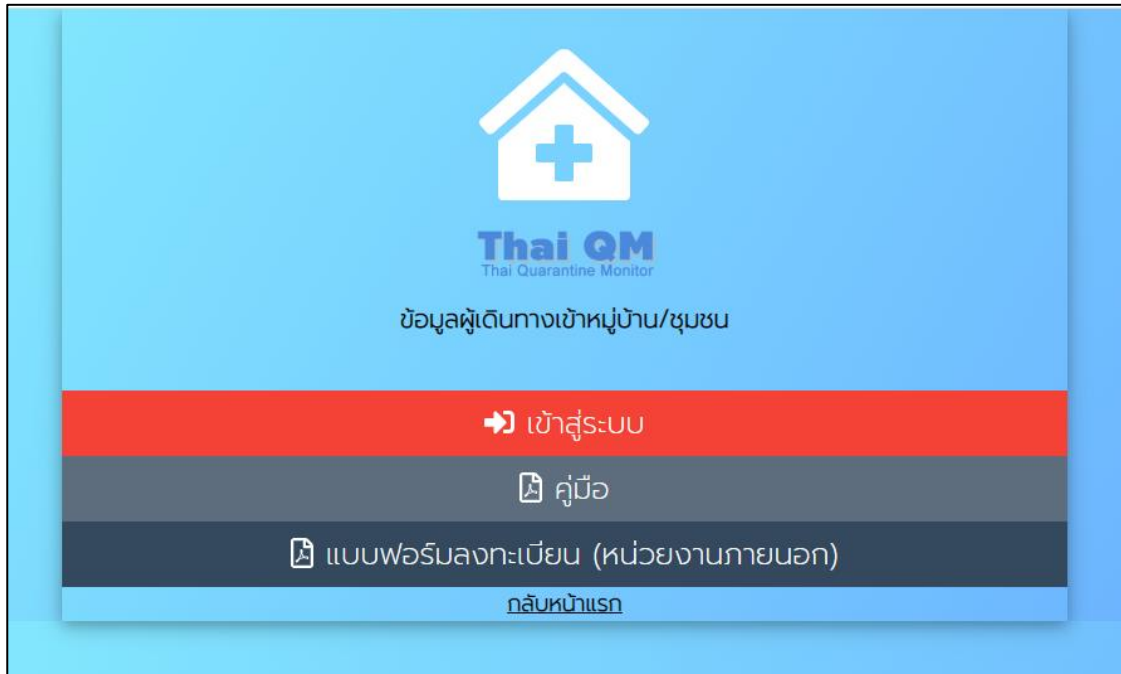 Thai QM
Thai Quarantine Monitor
ข้อมูลผู้เดินทางเข้าหมู่บ้าน/ชุมชน
เข้าสู่ระบบ
คู่มือ
แบบฟอร์มลงทะเบียน (หน่วยงานภายนอก)
กลับหน้าแรก